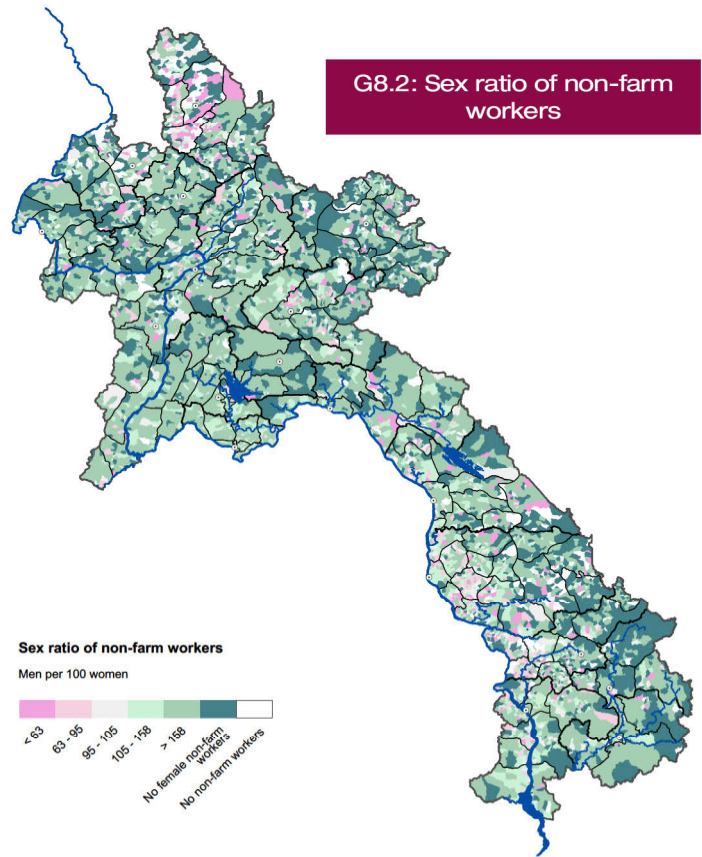 G8.2: Sex ratio of non-farm
workers
Sex ratio of non-farm workers
Men per 100 women
< 63
63 - 95
95 - 105
105 - 158
> 158
No female non-farm
workers
No non-farm workers